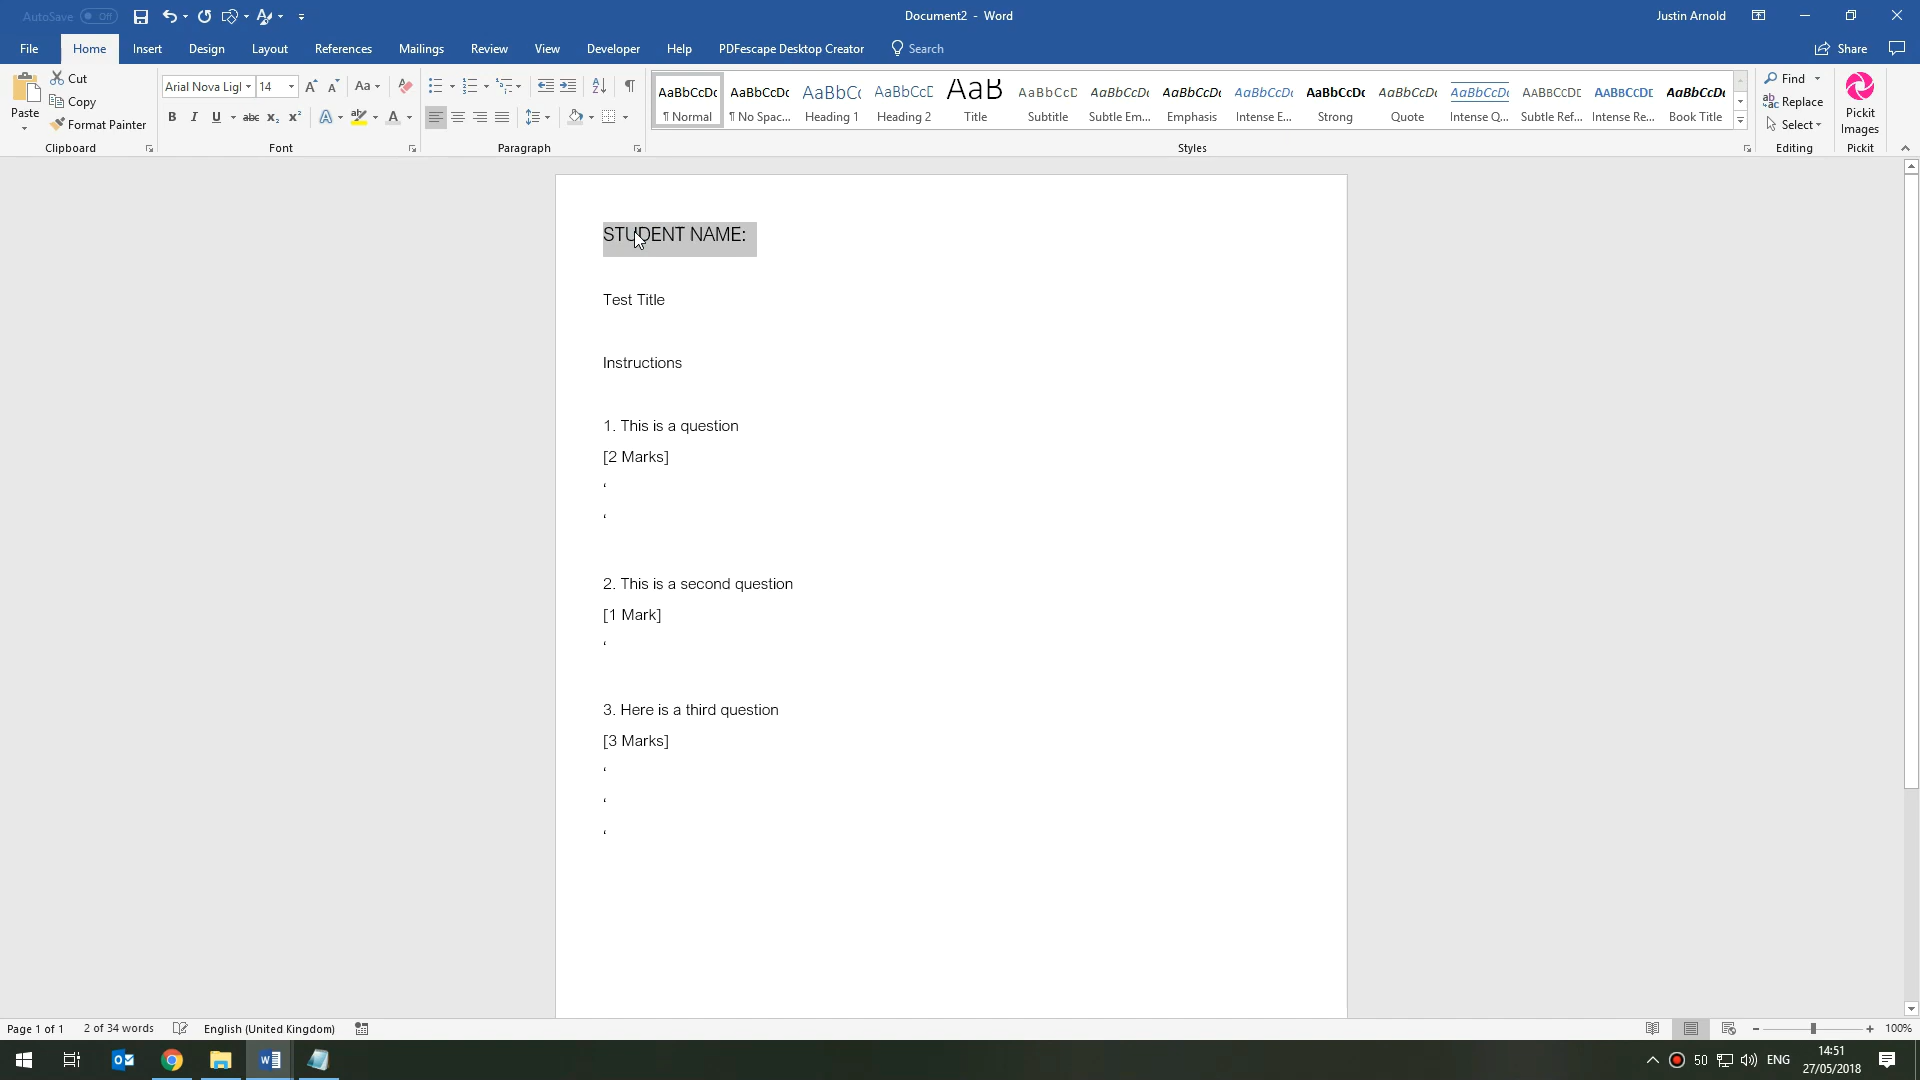 AutoSave Off
Document2 - Word
Justin Arnold
File Home Insert Design Layout References Mailings Review View Developer Help PDFescape Desktop Creator Search
Share
Paste
Cut
Copy
Format Painter
Clipboard
Arial Nova Ligl 14
Aa
B I U abc X₂ X² A ab A
Font
Paragraph
AaBbCcDc AaBbCcDc AaBbCc AaBbCcD AaB AaBbCcD AaBbCcDc AaBbCcDc AaBbCcDc AaBbCcDc AaBbCcDc AaBbCcDc AaBbCcDc AaBbCcDc AaBbCcDc
¶ Normal ¶ No Spac... Heading 1 Heading 2 Title Subtitle Subtle Em... Emphasis Intense E... Strong Quote Intense Q... Subtle Ref... Intense Re... Book Title
Styles
Find
Replace
Select
Editing
Pickit
Images
Pickit
STUDENT NAME:
Test Title
Instructions
1. This is a question
[2 Marks]
‘
‘
2. This is a second question
[1 Mark]
‘
3. Here is a third question
[3 Marks]
‘
‘
‘
Page 1 of 1 2 of 34 words English (United Kingdom)
100%
50 ENG
14:51
27/05/2018